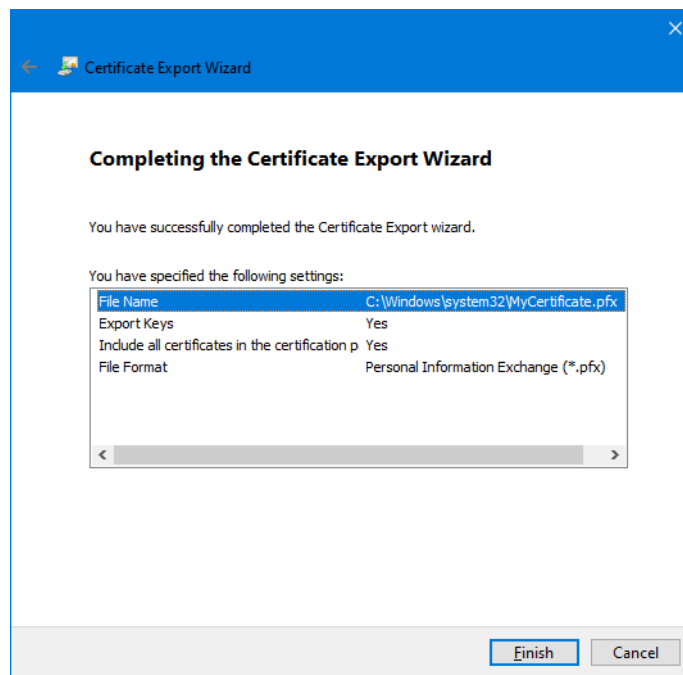 Certificate Export Wizard
Completing the Certificate Export Wizard
You have successfully completed the Certificate Export wizard.
You have specified the following settings:
File Name C:\Windows\system32\MyCertificate.pfx
Export Keys Yes
Include all certificates in the certification p Yes
File Format Personal Information Exchange (*.pfx)
Finish Cancel